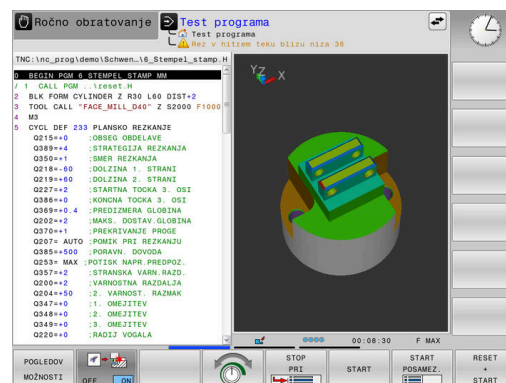 Ročno obratovanje
Test programa
Test programa
Rez v hitrem teku blizu niza 36
TNC:\nc_prog\demo\Schwen…\6_Stempel_stamp.H
0 BEGIN PGM 6_STEMPEL_STAMP MM
/ 1 CALL PGM ..\reset.H
2 BLK FORM CYLINDER Z R30 L60 DIST+2
3 TOOL CALL "FACE_MILL_D40" Z S2000 F1000
4 M3
5 CYCL DEF 233 PLANSKO REZKANJE
Q215=+0 ;OBSEG OBDELAVE
Q389=+4 ;STRATEGIJA REZKANJA
Q350=+1 ;SMER REZKANJA
Q218=-60 ;DOLZINA 1. STRANI
Q219=+60 ;DOLZINA 2. STRANI
Q227=+2 ;STARTNA TOCKA 3. OSI
Q386=+0 ;KONCNA TOCKA 3. OSI
Q369=+0.4 ;PREDIZMERA GLOBINA
Q202=+2 ;MAKS. DOSTAV.GLOBINA
Q370=+1 ;PREKRIVANJE PROGE
Q207= AUTO ;POMIK PRI REZKANJU
Q385=+500 ;PORAVN. DOVODA
Q253= MAX ;POTISK NAPR.PREDPOZ.
Q357=+2 ;STRANSKA VARN.RAZD.
Q200=+2 ;VARNOSTNA RAZDALJA
Q204=+50 ;2. VARNOST. RAZMAK
Q347=+0 ;1. OMEJITEV
Q348=+0 ;2. OMEJITEV
Q349=+0 ;3. OMEJITEV
Q220=+0 ;RADIJ VOGALA
Y Z X
00:08:30 F MAX
POGLEDOV
MOŽNOSTI
OFF ON
STOP
PRI
START
START
POSAMEZ.
RESET
+
START